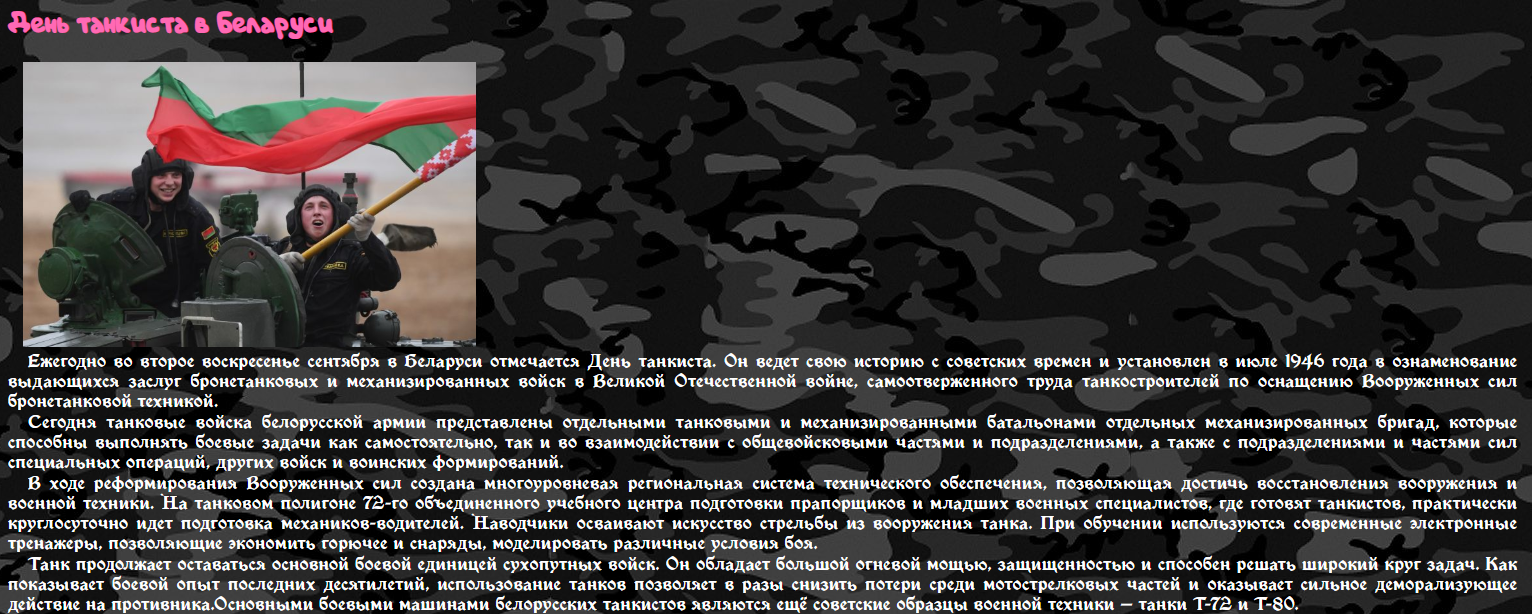 День танкиста в Беларуси
Ежегодно во второе воскресенье сентября в Беларуси отмечается День танкиста. Он ведет свою историю с советских времен и установлен в июле 1946 года в ознаменование
выдающихся заслуг бронетанковых и механизированных войск в Великой Отечественной войне, самоотверженного труда танкостроителей по оснащению Вооруженных сил
бронетанковой техникой.
Сегодня танковые войска белорусской армии представлены отдельными танковыми и механизированными батальонами отдельных механизированных бригад, которые
способны выполнять боевые задачи как самостоятельно, так и во взаимодействии с общевойсковыми частями и подразделениями, а также с подразделениями и частями сил
специальных операций, других войск и воинских формирований.
В ходе реформирования Вооруженных сил создана многоуровневая региональная система технического обеспечения, позволяющая достичь восстановления вооружения и
военной техники. На танковом полигоне 72-го объединенного учебного центра подготовки прапорщиков и младших военных специалистов, где готовят танкистов, практически
круглосуточно идет подготовка механиков-водителей. Наводчики осваивают искусство стрельбы из вооружения танка. При обучении используются современные электронные
тренажеры, позволяющие экономить горючее и снаряды, моделировать различные условия боя.
Танк продолжает оставаться основной боевой единицей сухопутных войск. Он обладает большой огневой мощью, защищенностью и способен решать широкий круг задач. Как
показывает боевой опыт последних десятилетий, использование танков позволяет в разы снизить потери среди мотострелковых частей и оказывает сильное деморализующее
действие на противника.Основными боевыми машинами белорусских танкистов являются ещё советские образцы военной техники – танки Т-72 и Т-80.